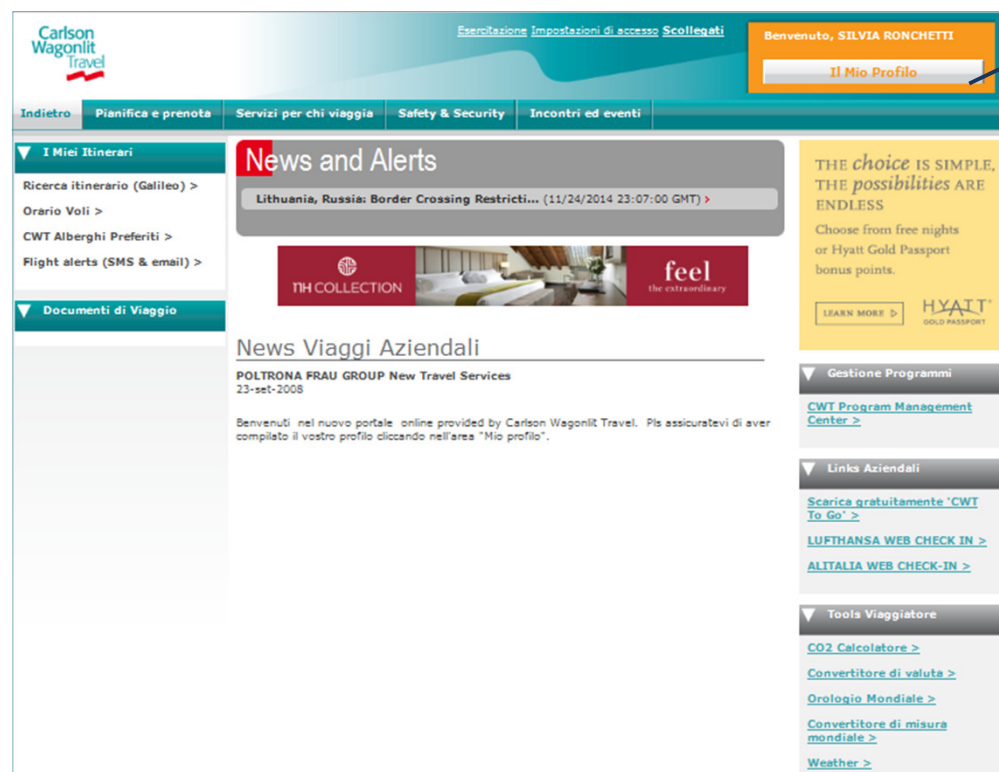 Carlson
Wagonlit
Travel
Esercitazione Impostazioni di accesso Scollegati
Benvenuto, SILVIA RONCHETTI
Il Mio Profilo
Indietro Pianifica e prenota Servizi per chi viaggia Safety & Security Incontri ed eventi
I Miei Itinerari
Ricerca itinerario (Galileo) >
Orario Voli >
CWT Alberghi Preferiti >
Flight alerts (SMS & email) >
Documenti di Viaggio
News and Alerts
Lithuania, Russia: Border Crossing Restricti... (11/24/2014 23:07:00 GMT) >
NH COLLECTION
feel
the extraordinary
News Viaggi Aziendali
POLTRONA FRAU GROUP New Travel Services
23-set-2008
Benvenuti nel nuovo portale online provided by Carlson Wagonlit Travel. Pls assicuratevi di aver
compilato il vostro profilo cliccando nell'area "Mio profilo".
THE choice IS SIMPLE,
THE possibilities ARE
ENDLESS
Choose from free nights
or Hyatt Gold Passport
bonus points.
LEARN MORE
HYATT
GOLD PASSPORT
Gestione Programmi
CWT Program Management
Center >
Links Aziendali
Scarica gratuitamente 'CWT
To Go' >
LUFTHANSA WEB CHECK IN >
ALITALIA WEB CHECK-IN >
Tools Viaggiatore
CO2 Calcolatore >
Convertitore di valuta >
Orologio Mondiale >
Convertitore di misura
mondiale >
Weather >